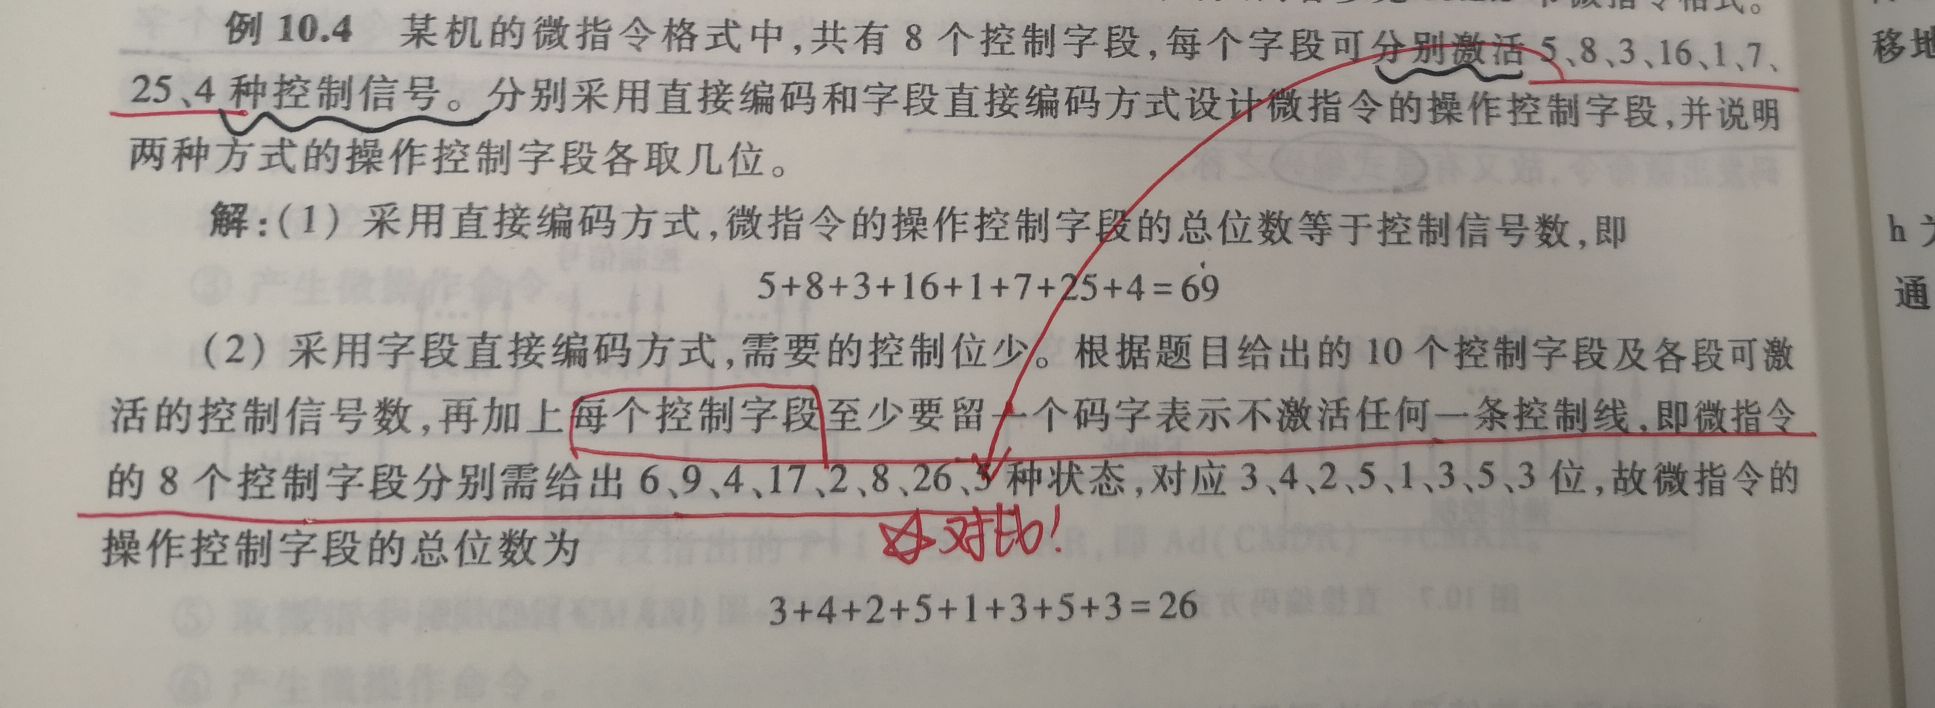 例 10.4 某机的微指令格式中,共有 8 个控制字段,每个字段可分别激活 5、8、3、16、1、7、
25、4 种控制信号。分别采用直接编码和字段直接编码方式设计微指令的操作控制字段,并说明
两种方式的操作控制字段各取几位。
解:(1) 采用直接编码方式,微指令的操作控制字段的总位数等于控制信号数,即
5+8+3+16+1+7+25+4=69
(2) 采用字段直接编码方式,需要的控制位少。根据题目给出的 10 个控制字段及各段可激
活的控制信号数,再加上每个控制字段至少要留一个码字表示不激活任何一条控制线,即微指令
的 8 个控制字段分别需给出 6、9、4、17、2、8、26、5 种状态,对应 3、4、2、5、1、3、5、3 位,故微指令的
对比!
操作控制字段的总位数为
3+4+2+5+1+3+5+3=26
移地
h 为
通